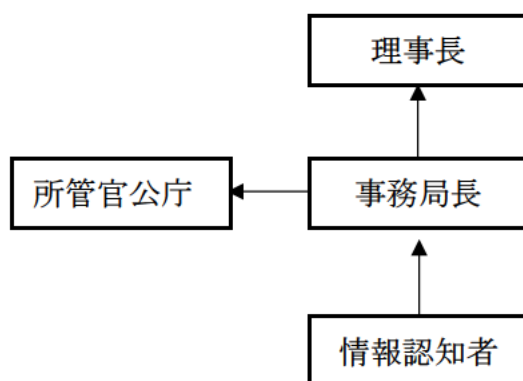 理事長
所管官公庁
事務局長
情報認知者